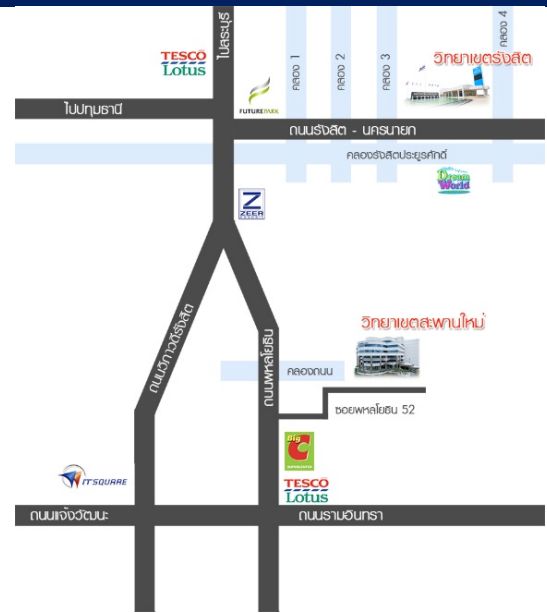 TESCO
Lotus
ไปสระบุรี
FUTUREPARK
คลอง 1
คลอง 2
คลอง 3
คลอง 4
วิทยาเขตรังสิต
ไปปทุมธานี
ถนนรังสิต - นครนายก
คลองรังสิตประยูรศักดิ์
Dream
World
Z
ZEER
วิทยาเขตสะพานใหม่
ถนนวิภาวดีรังสิต
ถนนพหลโยธิน
คลองถนน
ซอยพหลโยธิน 52
Big
C
IT SQUARE
TESCO
Lotus
ถนนแจ้งวัฒนะ
ถนนรามอินทรา